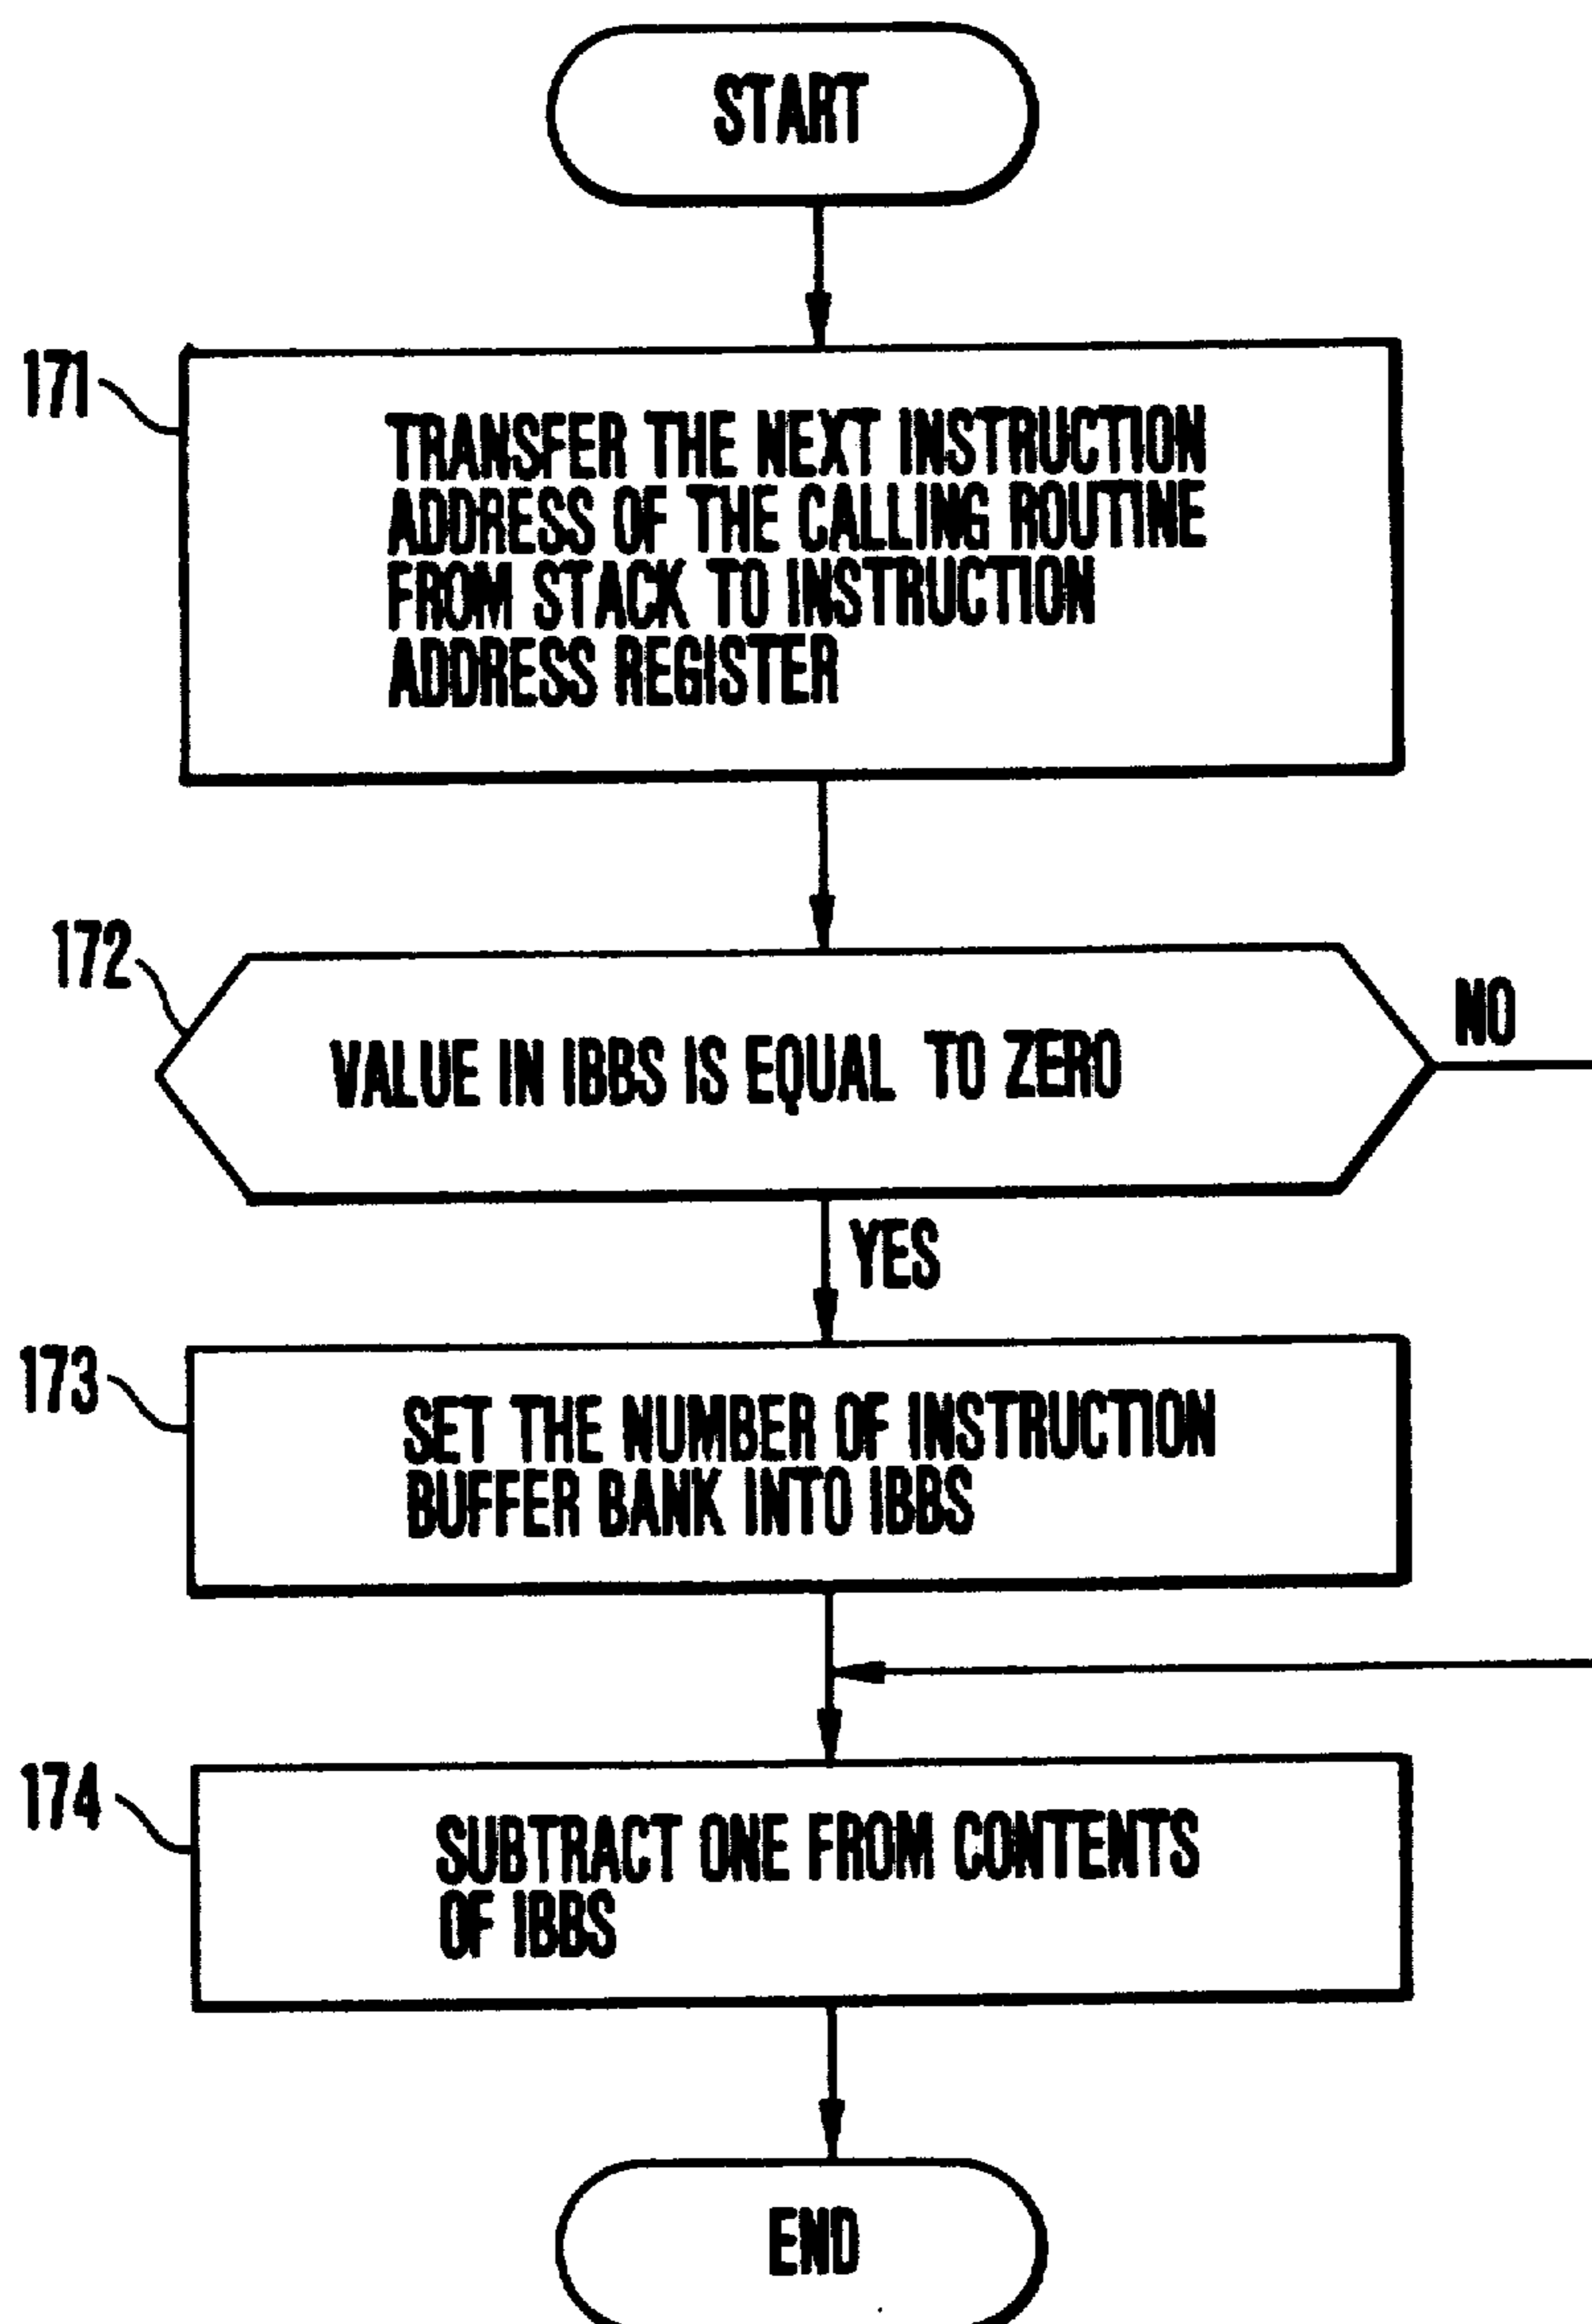 START
171
TRANSFER THE NEXT INSTRUCTION
ADDRESS OF THE CALLING ROUTINE
FROM STACK TO INSTRUCTION
ADDRESS REGISTER
172
VALUE IN IBBS IS EQUAL TO ZERO
NO
YES
173
SET THE NUMBER OF INSTRUCTION
BUFFER BANK INTO IBBS
174
SUBTRACT ONE FROM CONTENTS
OF IBBS
END